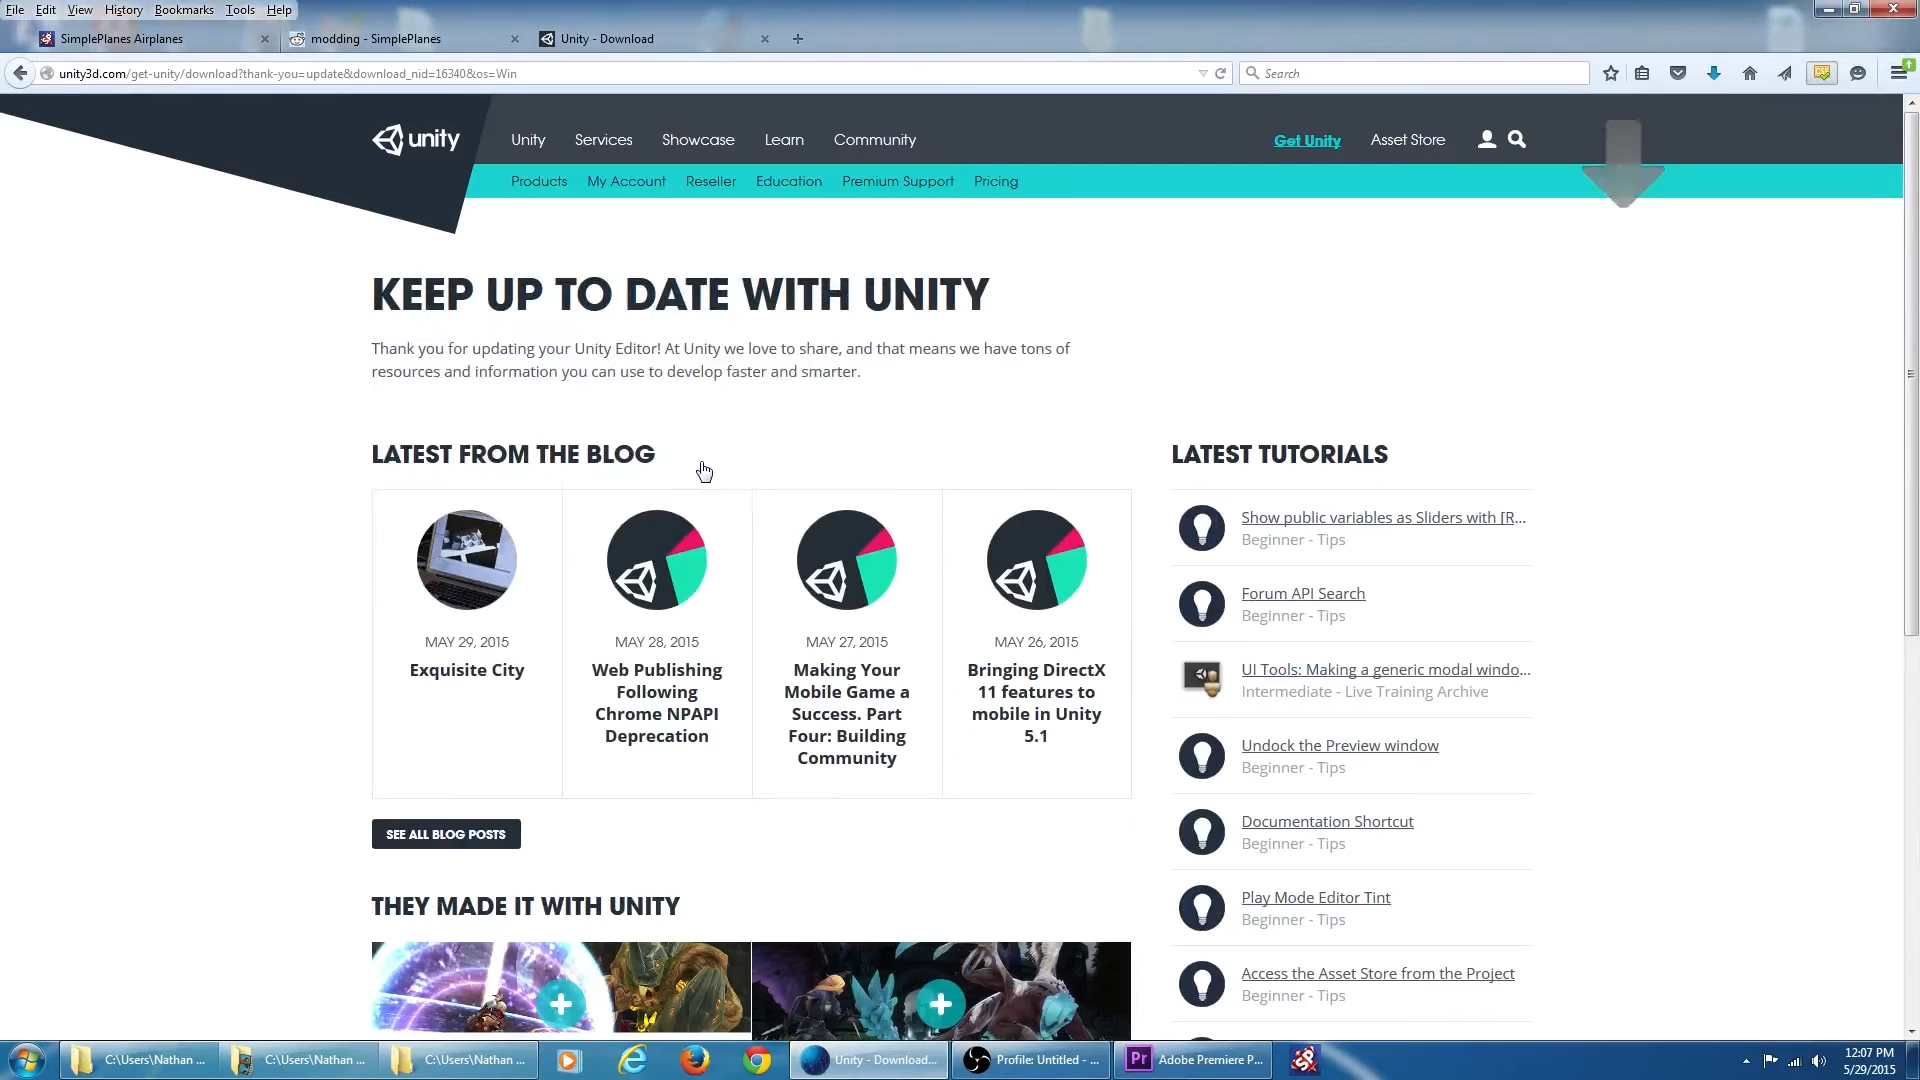 File Edit View History Bookmarks Tools Help
SimplePlanes Airplanes
modding - SimplePlanes
Unity - Download
unity3d.com/get-unity/download?thank-you=update&download_nid=16340&os=Win
Search
unity
Unity Services Showcase Learn Community
Get Unity Asset Store
Products My Account Reseller Education Premium Support Pricing
KEEP UP TO DATE WITH UNITY
Thank you for updating your Unity Editor! At Unity we love to share, and that means we have tons of
resources and information you can use to develop faster and smarter.
LATEST FROM THE BLOG
MAY 29, 2015
Exquisite City
MAY 28, 2015
Web Publishing
Following
Chrome NPAPI
Deprecation
MAY 27, 2015
Making Your
Mobile Game a
Success. Part
Four: Building
Community
MAY 26, 2015
Bringing DirectX
11 features to
mobile in Unity
5.1
SEE ALL BLOG POSTS
THEY MADE IT WITH UNITY
LATEST TUTORIALS
Show public variables as Sliders with [R...
Beginner - Tips
Forum API Search
Beginner - Tips
UI Tools: Making a generic modal windo...
Intermediate - Live Training Archive
Undock the Preview window
Beginner - Tips
Documentation Shortcut
Beginner - Tips
Play Mode Editor Tint
Beginner - Tips
Access the Asset Store from the Project
Beginner - Tips
C:\Users\Nathan ...
C:\Users\Nathan ...
C:\Users\Nathan ...
Unity - Download...
Profile: Untitled - ...
Pr
Adobe Premiere P...
12:07 PM
5/29/2015